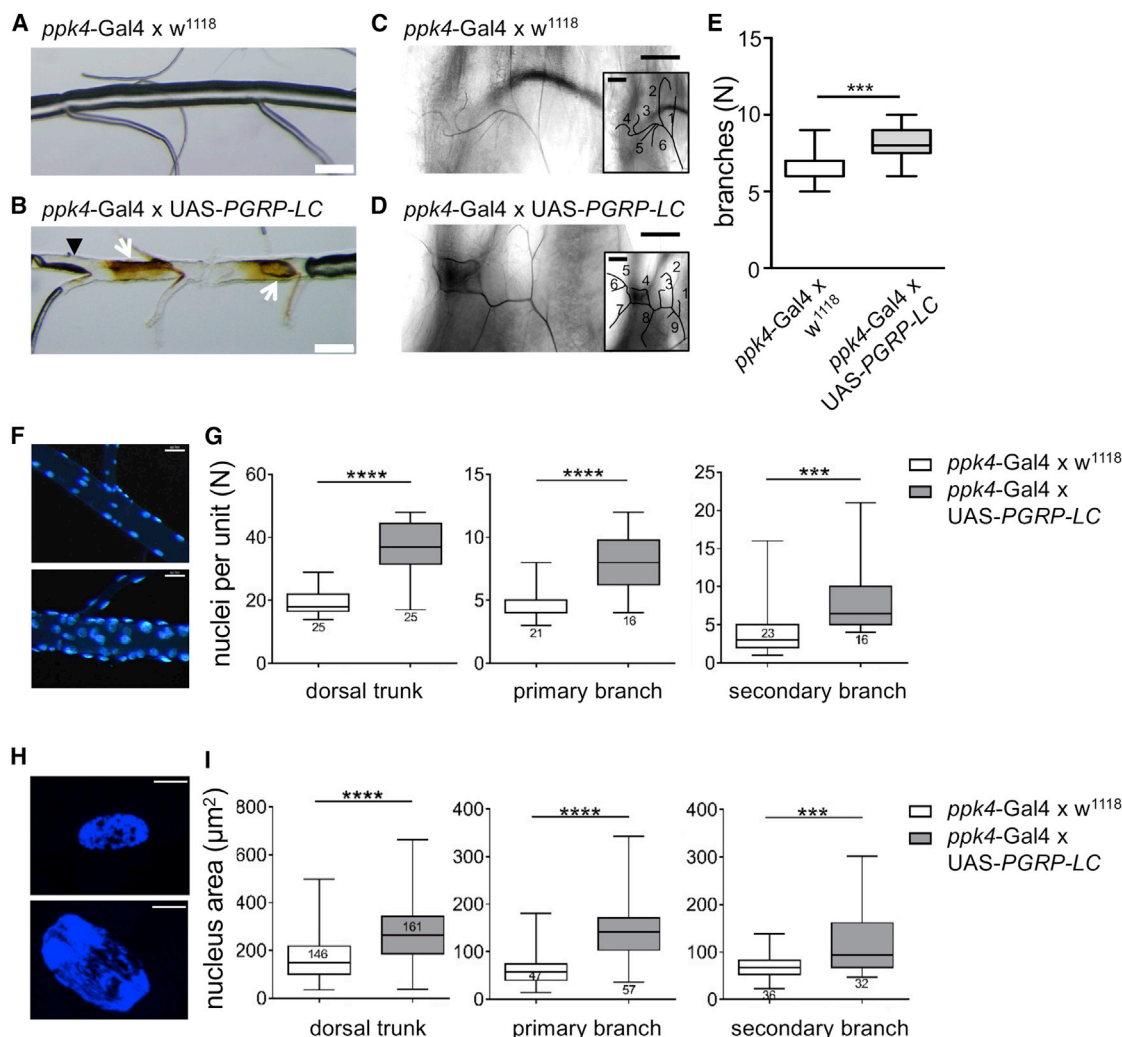 A ppk4-Gal4 x w1118
B ppk4-Gal4 x UAS-PGRP-LC
C ppk4-Gal4 x w1118
1
2
3
4
5
6
D ppk4-Gal4 x UAS-PGRP-LC
1
2
3
4
5
6
7
8
9
E
branches (N)
15
10
5
0
***
ppk4-Gal4 x
w1118
ppk4-Gal4 x
UAS-PGRP-LC
F
G
nuclei per unit (N)
60
40
20
0
****
25
25
dorsal trunk
15
10
5
0
****
21
16
primary branch
25
20
15
10
5
0
***
23
16
secondary branch
ppk4-Gal4 x w1118
ppk4-Gal4 x
UAS-PGRP-LC
H
I
nucleus area (µm2)
800
600
400
200
0
****
146
161
dorsal trunk
400
300
200
100
0
****
47
57
primary branch
400
300
200
100
0
***
36
32
secondary branch
ppk4-Gal4 x w1118
ppk4-Gal4 x
UAS-PGRP-LC